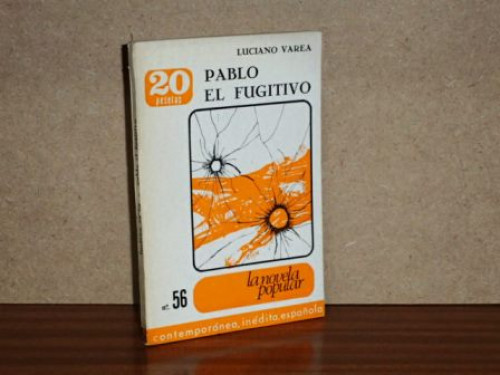 LUCIANO VAREA
20
pesetas
PABLO
EL FUGITIVO
nº. 56
la novela
popular
contemporánea, inédita, española